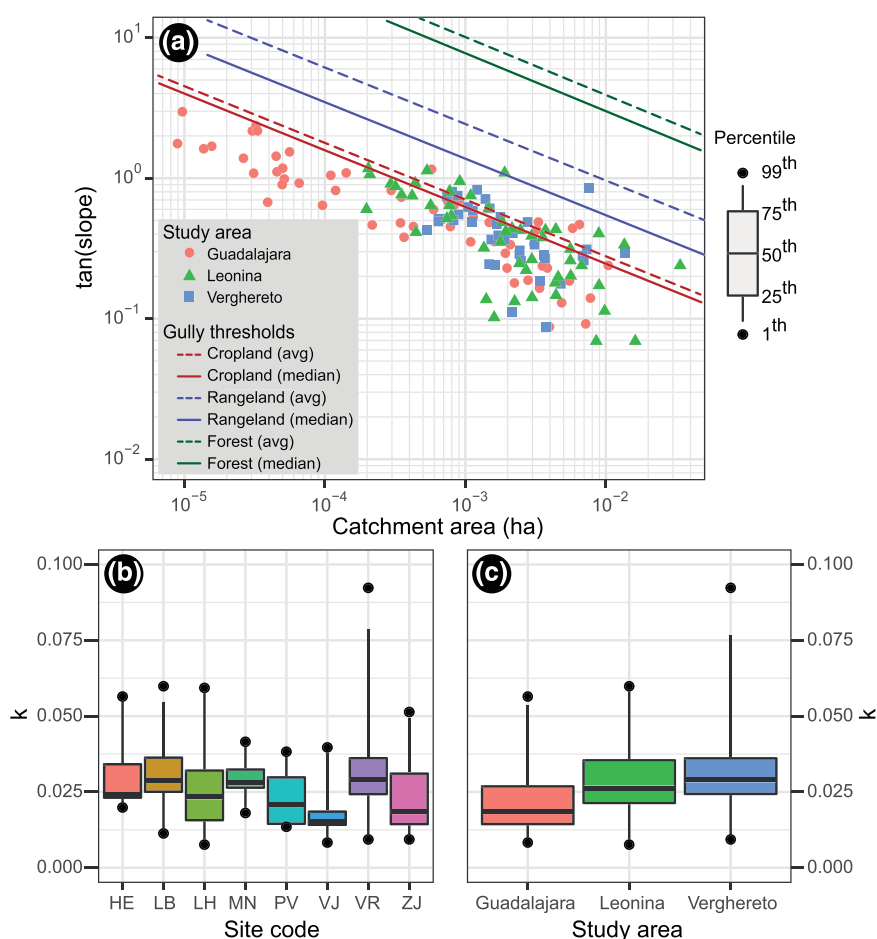 (a)
10¹
10⁰
10⁻¹
10⁻²
tan(slope)
Study area
Guadalajara
Leonina
Verghereto
Gully thresholds
Cropland (avg)
Cropland (median)
Rangeland (avg)
Rangeland (median)
Forest (avg)
Forest (median)
10⁻⁵ 10⁻⁴ 10⁻³ 10⁻²
Catchment area (ha)
Percentile
99th
75th
50th
25th
1th
(b)
0.100
0.075
0.050
0.025
0.000
k
HE LB LH MN PV VJ VR ZJ
Site code
(c)
0.100
0.075
0.050
0.025
0.000
k
Guadalajara Leonina Verghereto
Study area